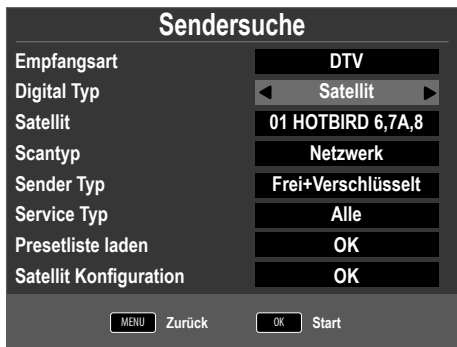 Sendersuche
Empfangsart DTV
Digital Typ Satellit
Satellit 01 HOTBIRD 6,7A,8
Scantyp Netzwerk
Sender Typ Frei+Verschlüsselt
Service Typ Alle
Presetliste laden OK
Satellit Konfiguration OK
MENU Zurück OK Start